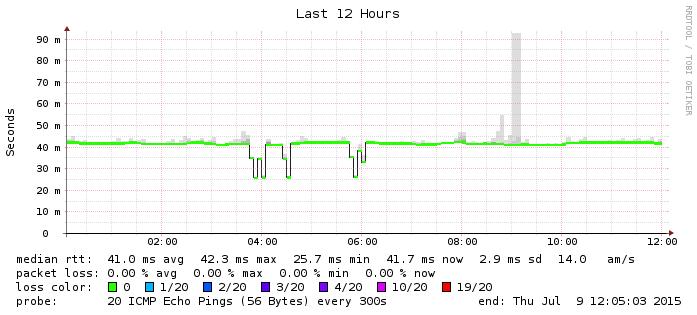 Last 12 Hours
RRDTOOL / TOBI OETIKER
Seconds
90 m
80 m
70 m
60 m
50 m
40 m
30 m
20 m
10 m
0
02:00 04:00 06:00 08:00 10:00 12:00
median rtt: 41.0 ms avg 42.3 ms max 25.7 ms min 41.7 ms now 2.9 ms sd 14.0 am/s
packet loss: 0.00 % avg 0.00 % max 0.00 % min 0.00 % now
loss color: 0 1/20 2/20 3/20 4/20 10/20 19/20
probe: 20 ICMP Echo Pings (56 Bytes) every 300s end: Thu Jul 9 12:05:03 2015